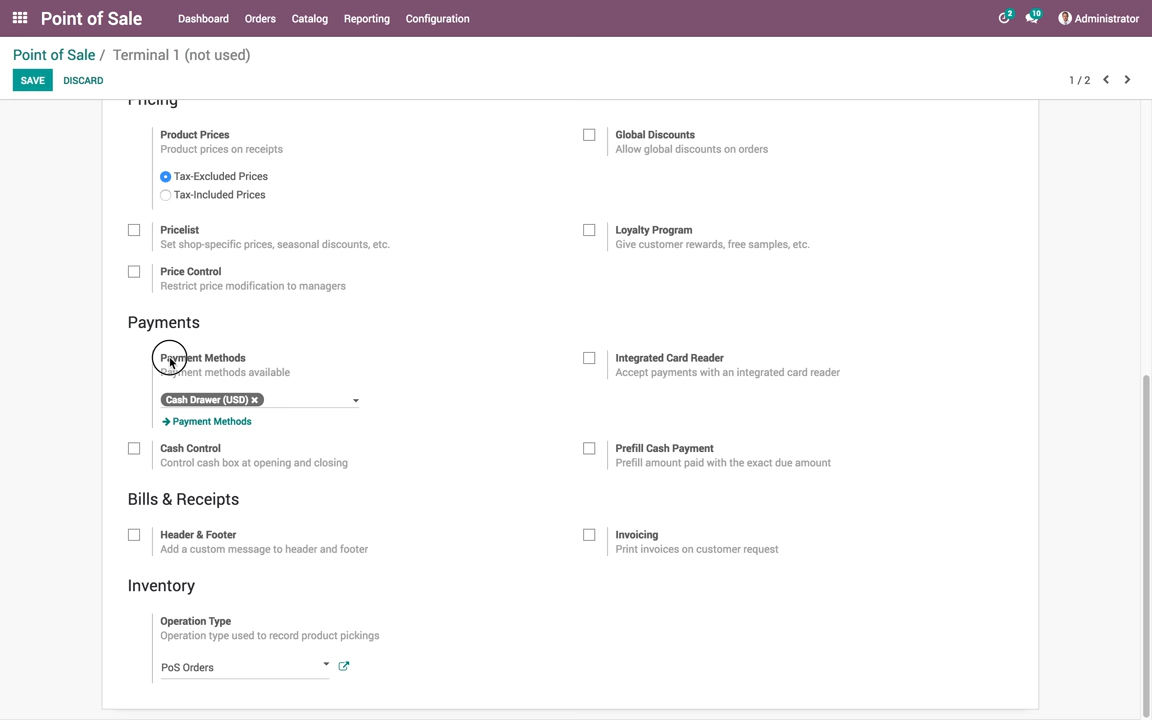 Point of Sale
Dashboard
Orders
Catalog
Reporting
Configuration
2
10
Administrator
Point of Sale / Terminal 1 (not used)
SAVE
DISCARD
1 / 2
Pricing
Product Prices
Product prices on receipts
Tax-Excluded Prices
Tax-Included Prices
Global Discounts
Allow global discounts on orders
Pricelist
Set shop-specific prices, seasonal discounts, etc.
Loyalty Program
Give customer rewards, free samples, etc.
Price Control
Restrict price modification to managers
Payments
Payment Methods
Payment methods available
Cash Drawer (USD)
Payment Methods
Integrated Card Reader
Accept payments with an integrated card reader
Cash Control
Control cash box at opening and closing
Prefill Cash Payment
Prefill amount paid with the exact due amount
Bills & Receipts
Header & Footer
Add a custom message to header and footer
Invoicing
Print invoices on customer request
Inventory
Operation Type
Operation type used to record product pickings
PoS Orders